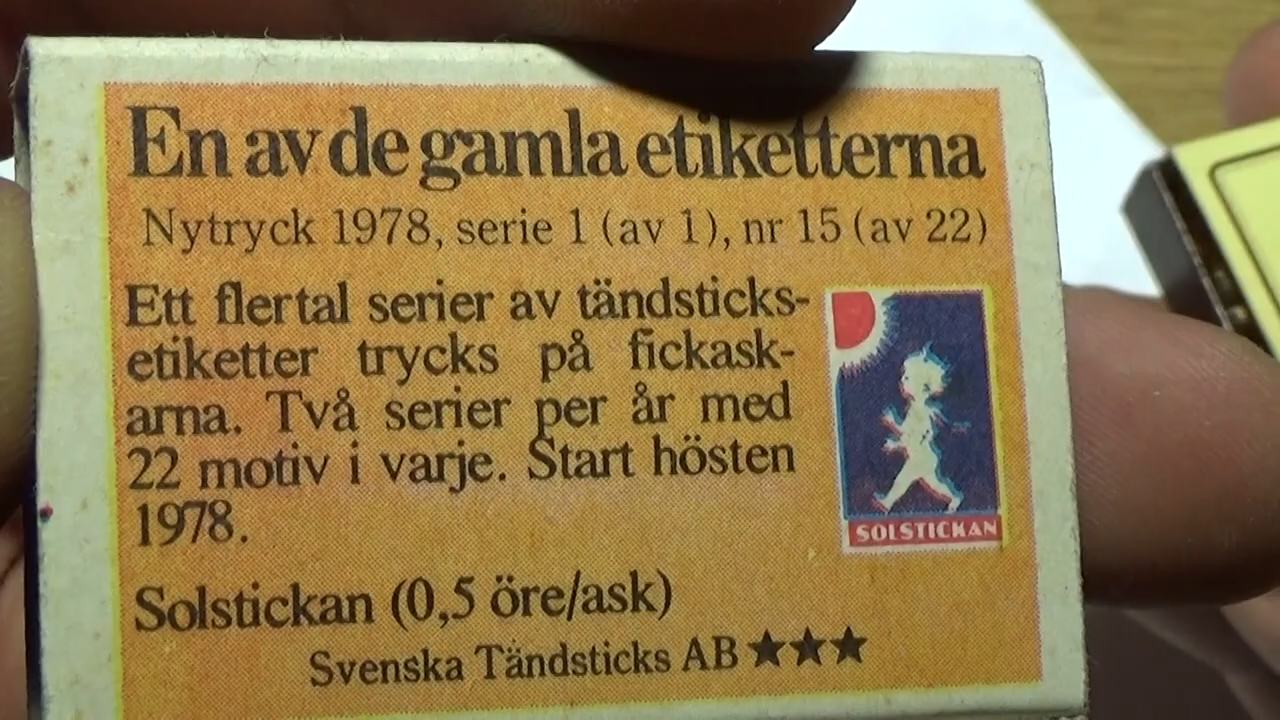 En av de gamla etiketterna
Nytryck 1978, serie 1 (av 1), nr 15 (av 22)
Ett flertal serier av tändsticks-
etiketter trycks på fickask-
arna. Två serier per år med
22 motiv i varje. Start hösten
1978.
SOLSTICKAN
Solstickan (0,5 öre/ask)
Svenska Tändsticks AB ★★★